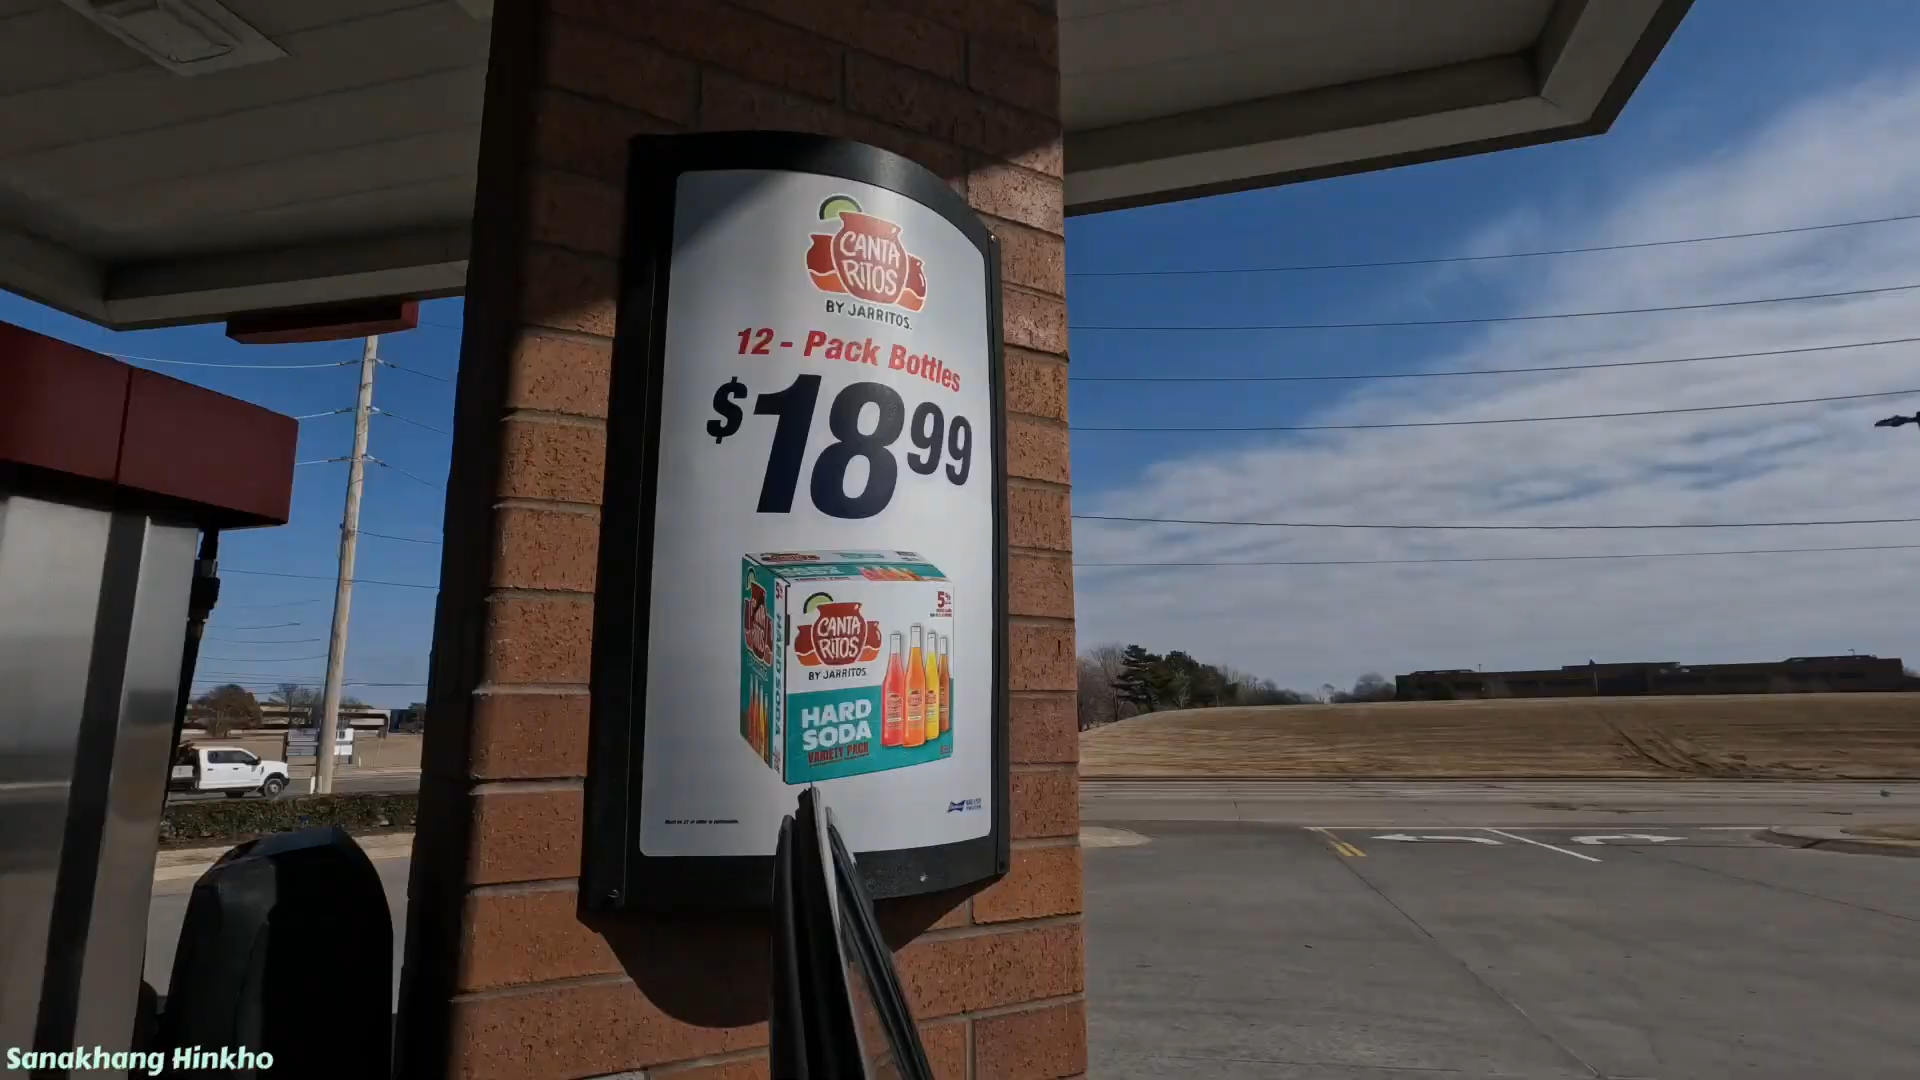 CANTA
RITOS
BY JARRITOS.
12 - Pack Bottles
$18 99
CANTA
RITOS
BY JARRITOS.
HARD
SODA
VARIETY PACK
5%
HARD SODA
Sanakhang Hinkho